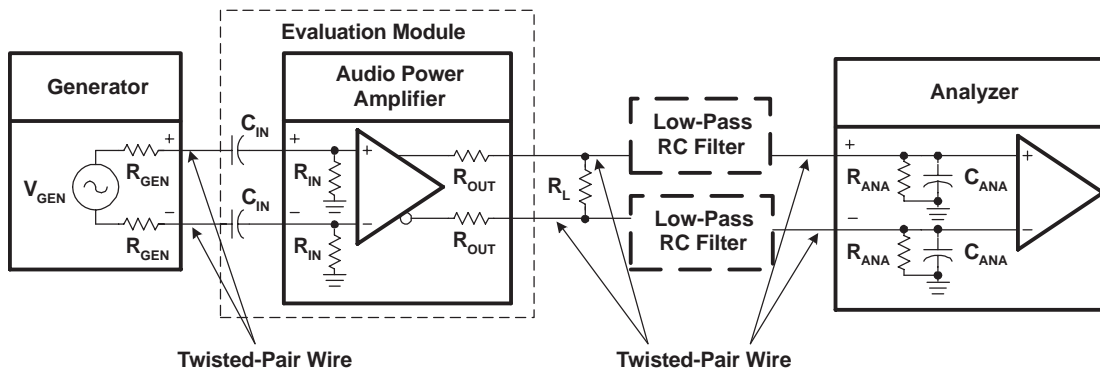 Evaluation Module
Generator
Audio Power
Amplifier
Analyzer
Low-Pass
RC Filter
Low-Pass
RC Filter
V_GEN
R_GEN
R_GEN
+
−
C_IN
C_IN
+
−
R_IN
R_IN
+
−
R_OUT
R_OUT
R_L
+
−
R_ANA
R_ANA
C_ANA
C_ANA
+
−
Twisted-Pair Wire
Twisted-Pair Wire